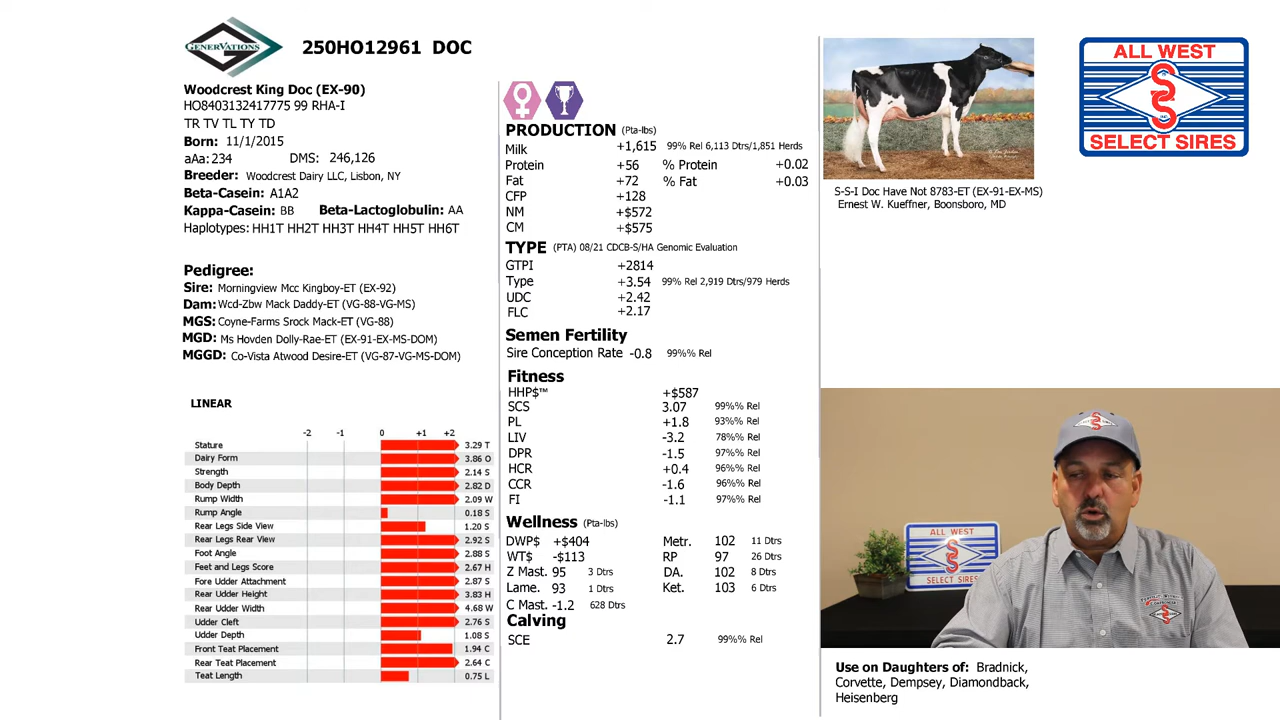 GENERVATIONS
250HO12961 DOC
Woodcrest King Doc (EX-90)
HO8403132417775 99 RHA-I
TR TV TL TY TD
Born: 11/1/2015
aAa: 234 DMS: 246,126
Breeder: Woodcrest Dairy LLC, Lisbon, NY
Beta-Casein: A1A2
Kappa-Casein: BB Beta-Lactoglobulin: AA
Haplotypes: HH1T HH2T HH3T HH4T HH5T HH6T
Pedigree:
Sire: Morningview Mcc Kingboy-ET (EX-92)
Dam: Wcd-Zbw Mack Daddy-ET (VG-88-VG-MS)
MGS: Coyne-Farms Srock Mack-ET (VG-88)
MGD: Ms Hovden Dolly-Rae-ET (EX-91-EX-MS-DOM)
MGGD: Co-Vista Atwood Desire-ET (VG-87-VG-MS-DOM)
LINEAR
-2 -1 0 +1 +2
Stature 3.29 T
Dairy Form 3.86 O
Strength 2.14 S
Body Depth 2.82 D
Rump Width 2.09 W
Rump Angle 0.18 S
Rear Legs Side View 1.20 S
Rear Legs Rear View 2.92 S
Foot Angle 2.88 S
Feet and Legs Score 2.67 H
Fore Udder Attachment 2.87 S
Rear Udder Height 3.83 H
Rear Udder Width 4.68 W
Udder Cleft 2.76 S
Udder Depth 1.08 S
Front Teat Placement 1.94 C
Rear Teat Placement 2.64 C
Teat Length 0.75 L
PRODUCTION (Pta-lbs)
Milk +1,615 99% Rel 6,113 Dtrs/1,851 Herds
Protein +56 % Protein +0.02
Fat +72 % Fat +0.03
CFP +128
NM +$572
CM +$575
TYPE (PTA) 08/21 CDCB-S/HA Genomic Evaluation
GTPI +2814
Type +3.54 99% Rel 2,919 Dtrs/979 Herds
UDC +2.42
FLC +2.17
Semen Fertility
Sire Conception Rate -0.8 99%% Rel
Fitness
HHP$™ +$587
SCS 3.07 99%% Rel
PL +1.8 93%% Rel
LIV -3.2 78%% Rel
DPR -1.5 97%% Rel
HCR +0.4 96%% Rel
CCR -1.6 96%% Rel
FI -1.1 97%% Rel
Wellness (Pta-lbs)
DWP$ +$404 Metr. 102 11 Dtrs
WT$ -$113 RP 97 26 Dtrs
Z Mast. 95 3 Dtrs DA. 102 8 Dtrs
Lame. 93 1 Dtrs Ket. 103 6 Dtrs
C Mast. -1.2 628 Dtrs
Calving
SCE 2.7 99%% Rel
S-S-I Doc Have Not 8783-ET (EX-91-EX-MS)
Ernest W. Kueffner, Boonsboro, MD
ALL WEST
SELECT SIRES
ALL WEST
SELECT SIRES
Use on Daughters of: Bradnick,
Corvette, Dempsey, Diamondback,
Heisenberg